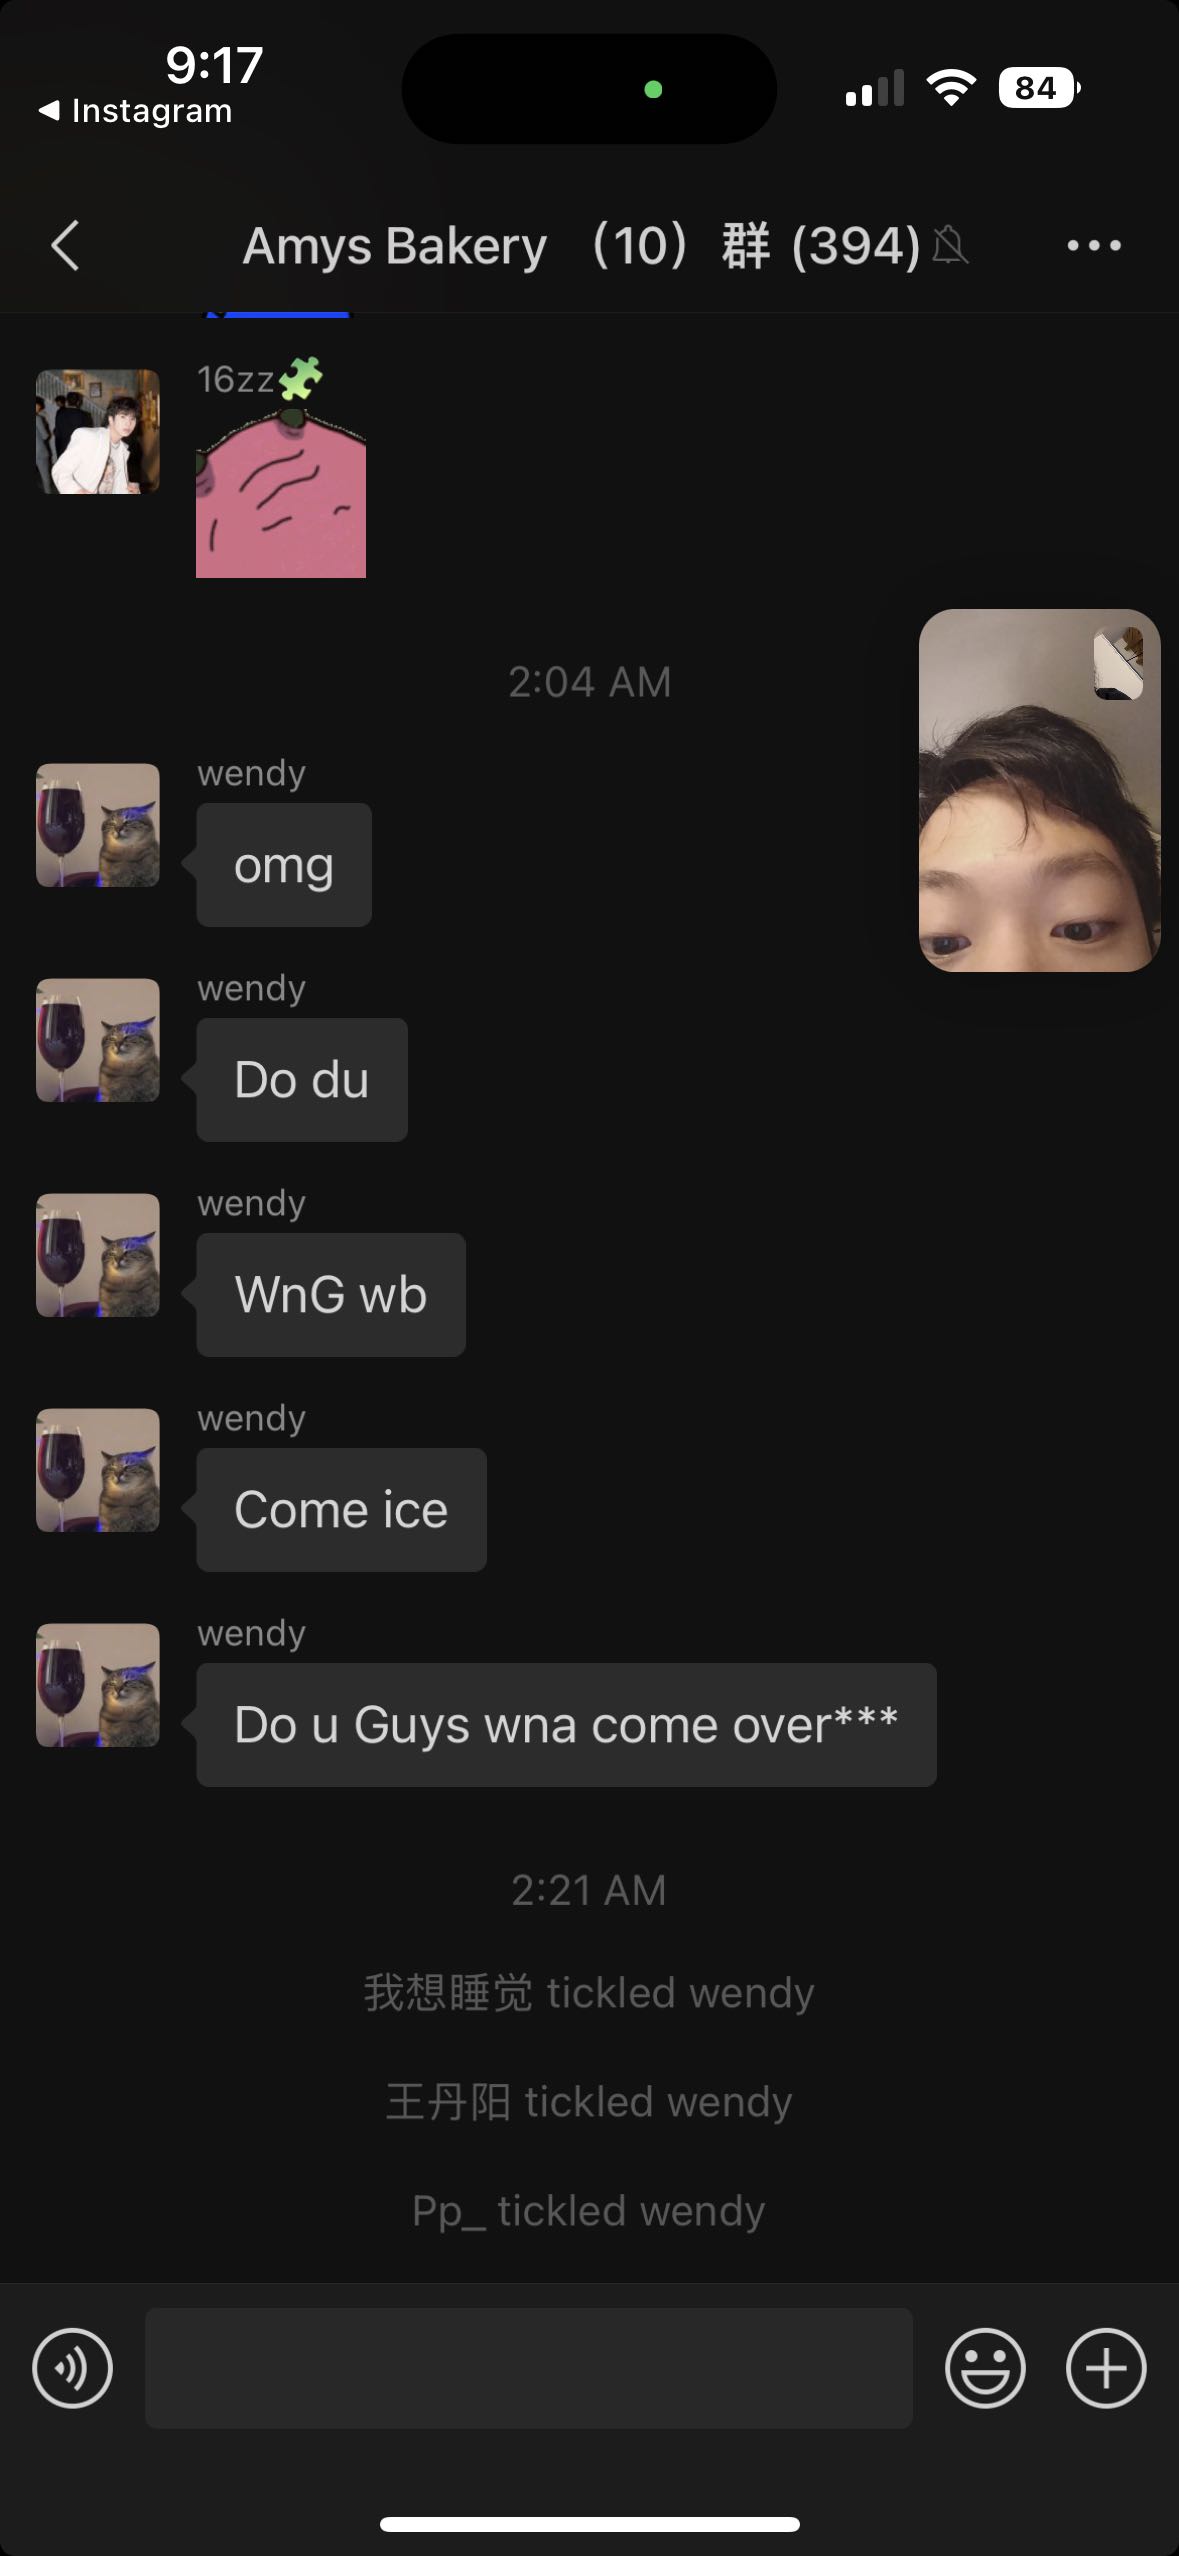 9:17
Instagram
84
Amys Bakery （10）群 (394)
16zz
2:04 AM
wendy
omg
wendy
Do du
wendy
WnG wb
wendy
Come ice
wendy
Do u Guys wna come over***
2:21 AM
我想睡觉 tickled wendy
王丹阳 tickled wendy
Pp_ tickled wendy